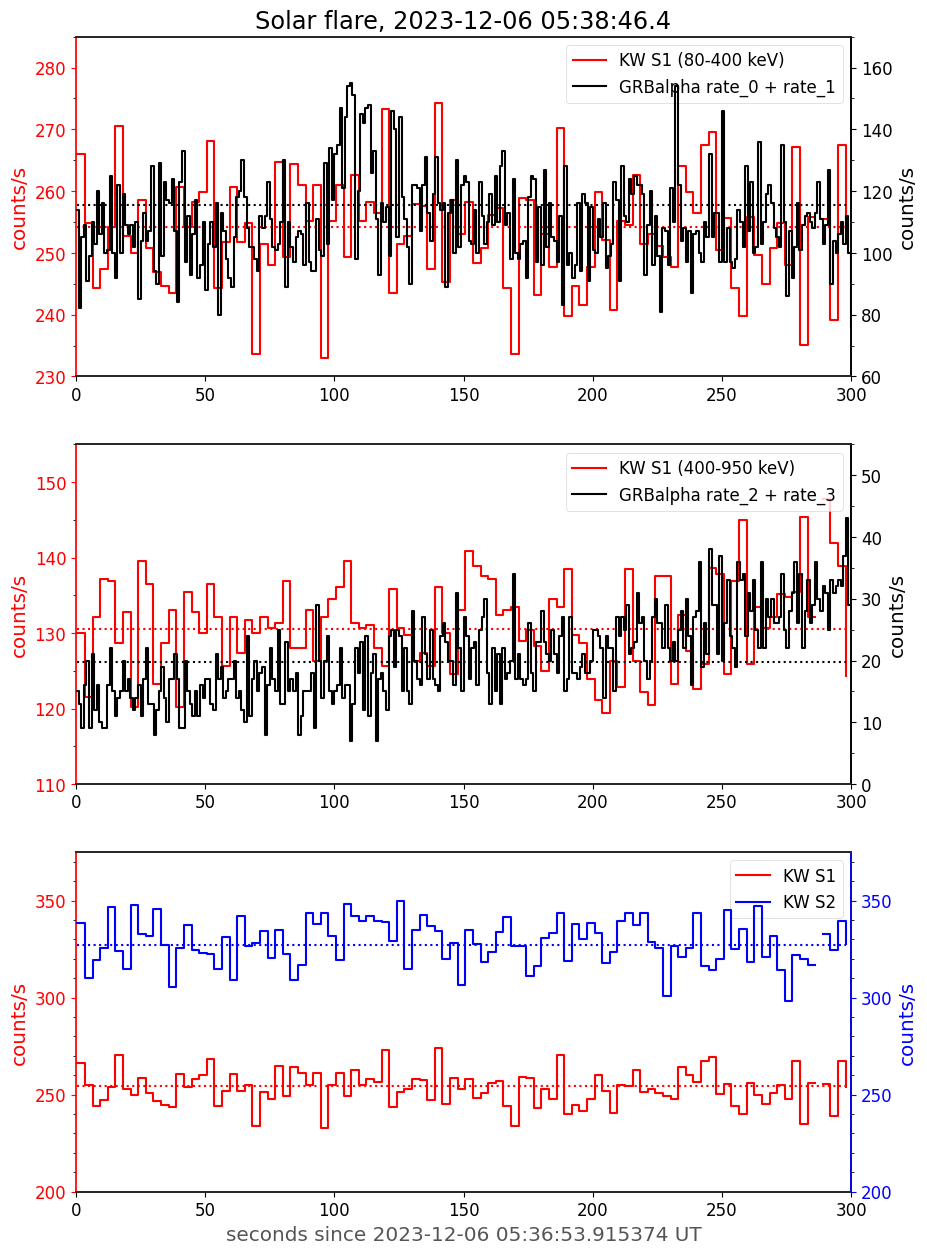 Solar flare, 2023-12-06 05:38:46.4
KW S1 (80-400 keV)
GRBalpha rate_0 + rate_1
280
270
260
250
240
230
160
140
120
100
80
60
counts/s
counts/s
0 50 100 150 200 250 300
KW S1 (400-950 keV)
GRBalpha rate_2 + rate_3
150
140
130
120
110
50
40
30
20
10
0
counts/s
counts/s
0 50 100 150 200 250 300
KW S1
KW S2
350
300
250
200
350
300
250
200
counts/s
counts/s
0 50 100 150 200 250 300
seconds since 2023-12-06 05:36:53.915374 UT